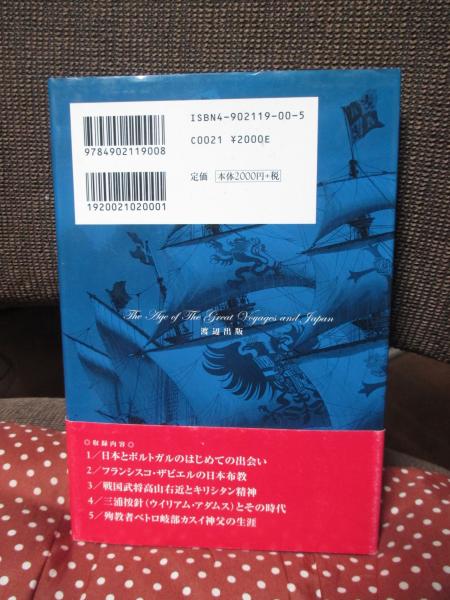 ISBN4-902119-00-5
C0021 ¥2000E
9784902119008
定価 本体2000円+税
1920021020001
The Age of The Great Voyages and Japan
渡辺出版
◎収録内容◎
1／日本とポルトガルのはじめての出会い
2／フランシスコ・ザビエルの日本布教
3／戦国武将高山右近とキリシタン精神
4／三浦按針（ウイリアム・アダムス）とその時代
5／殉教者ペトロ岐部カスイ神父の生涯